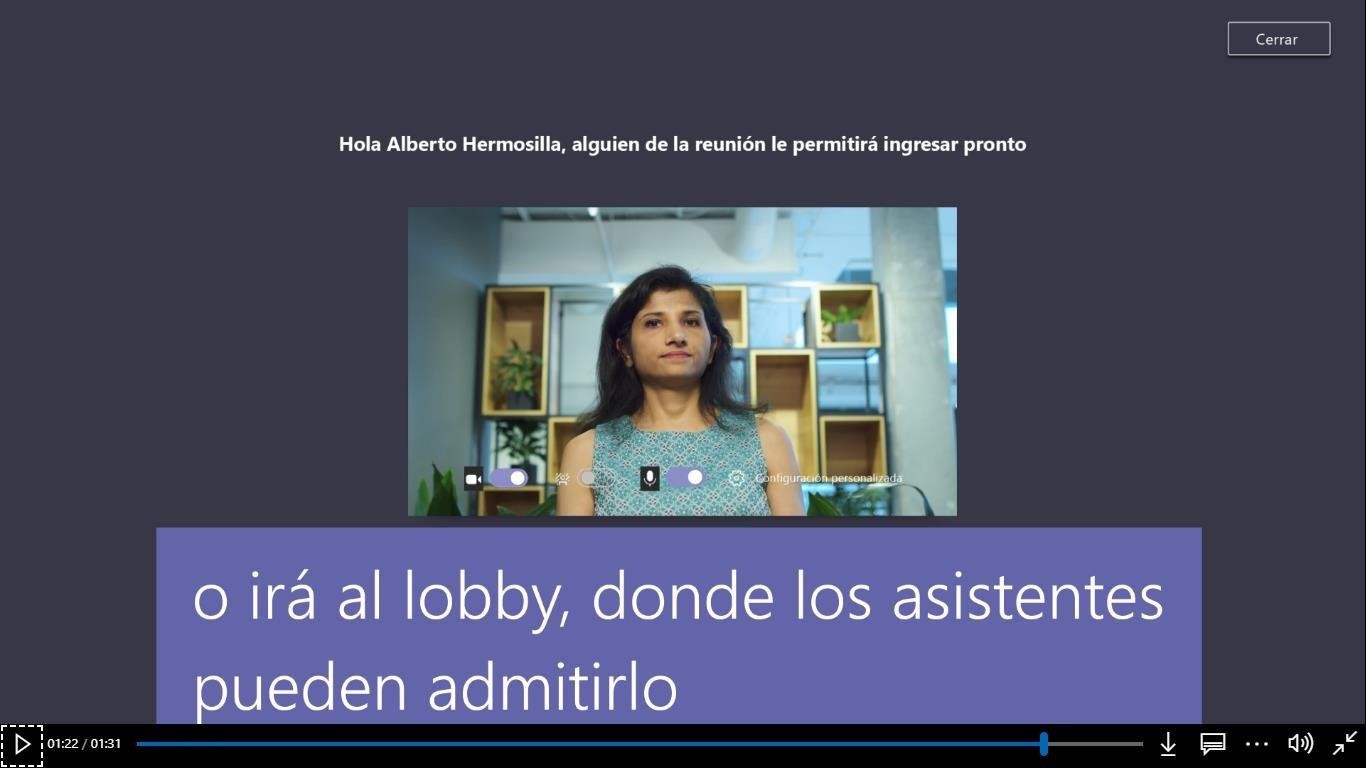 Cerrar
Hola Alberto Hermosilla, alguien de la reunión le permitirá ingresar pronto
Configuración personalizada
o irá al lobby, donde los asistentes
pueden admitirlo
01:22 / 01:31